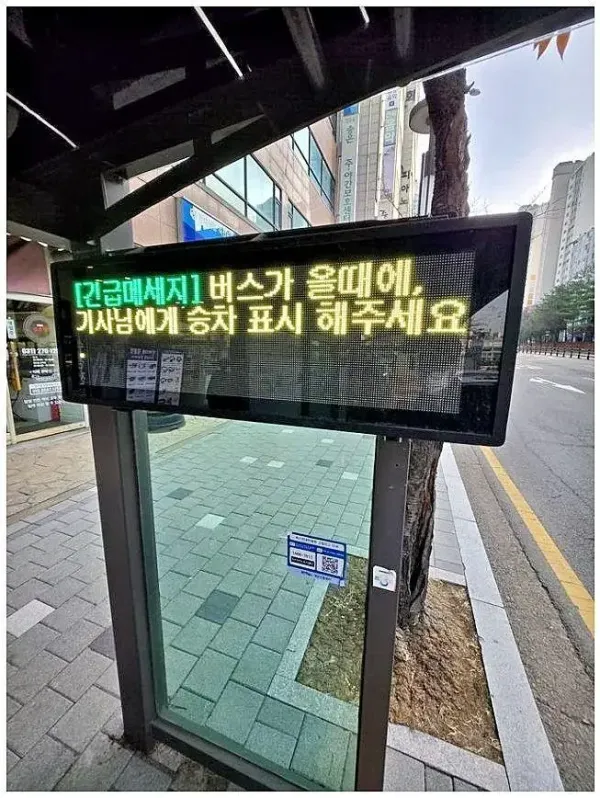 [긴급메세지] 버스가 올때에,
기사님에게 승차 표시 해주세요